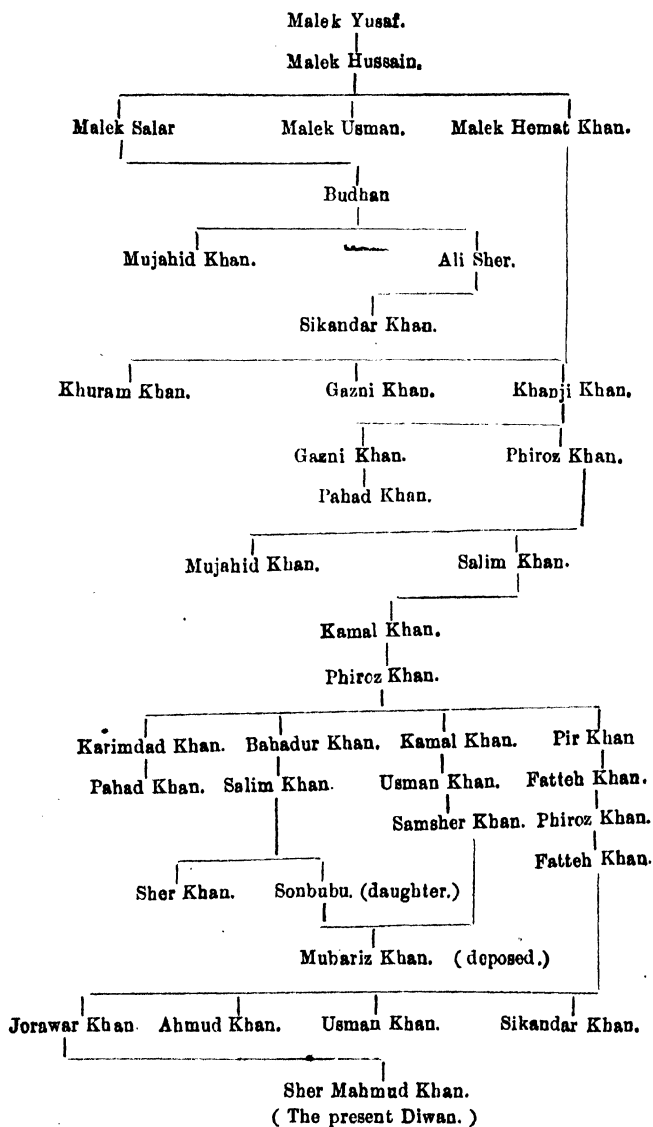 Malek Yusaf.
Malek Hussain.
Malek Salar Malek Usman. Malek Hemat Khan.
Budhan
Mujahid Khan. Ali Sher.
Sikandar Khan.
Khuram Khan. Gazni Khan. Khanji Khan.
Gazni Khan. Phiroz Khan.
Pahad Khan.
Mujahid Khan. Salim Khan.
Kamal Khan.
Phiroz Khan.
Karimdad Khan. Bahadur Khan. Kamal Khan. Pir Khan
Pahad Khan. Salim Khan. Usman Khan. Fatteh Khan.
Samsher Khan. Phiroz Khan.
Fatteh Khan.
Sher Khan. Sonbubu. (daughter.)
Mubariz Khan. (deposed.)
Jorawar Khan. Ahmud Khan. Usman Khan. Sikandar Khan.
Sher Mahmud Khan.
( The present Diwan. )